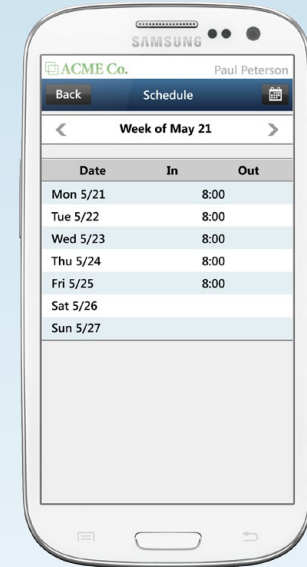 SAMSUNG
ACME Co. Paul Peterson
Back Schedule
Week of May 21
Date In Out
Mon 5/21 8:00
Tue 5/22 8:00
Wed 5/23 8:00
Thu 5/24 8:00
Fri 5/25 8:00
Sat 5/26
Sun 5/27